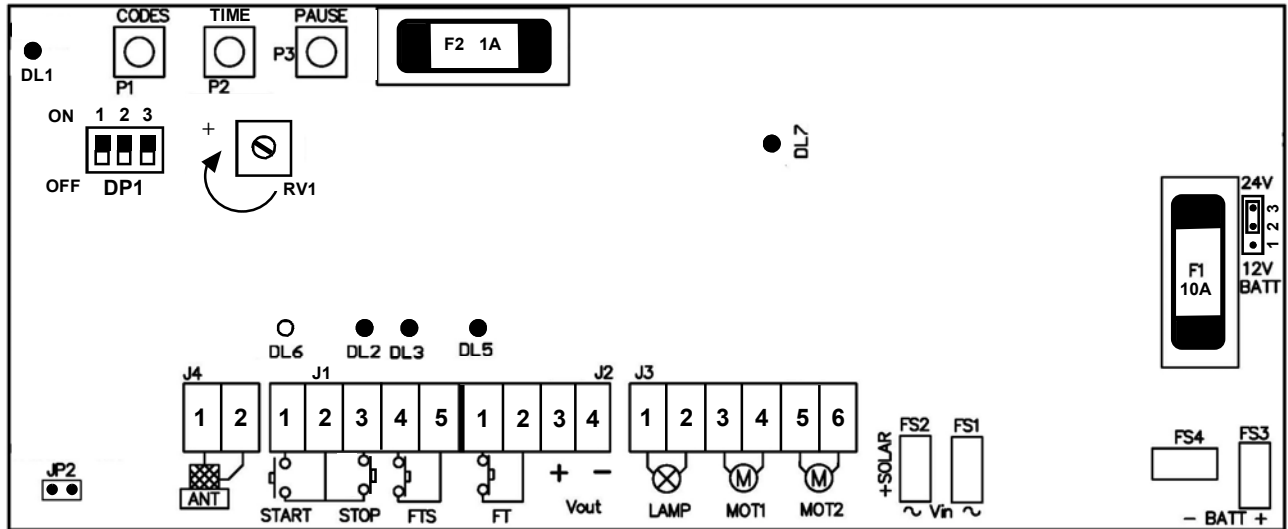 CODES TIME PAUSE
DL1
P1 P2 P3
F2 1A
ON 1 2 3
OFF DP1
+
RV1
DL7
24V
1 2 3
12V
BATT
F1
10A
DL6 DL2 DL3 DL5
J4 J1 J2 J3
1 2 1 2 3 4 5 1 2 3 4 1 2 3 4 5 6
FS2 FS1 FS4 FS3
+SOLAR
JP2
ANT
START STOP FTS FT + − Vout
M M
LAMP MOT1 MOT2
~ Vin ~
− BATT +